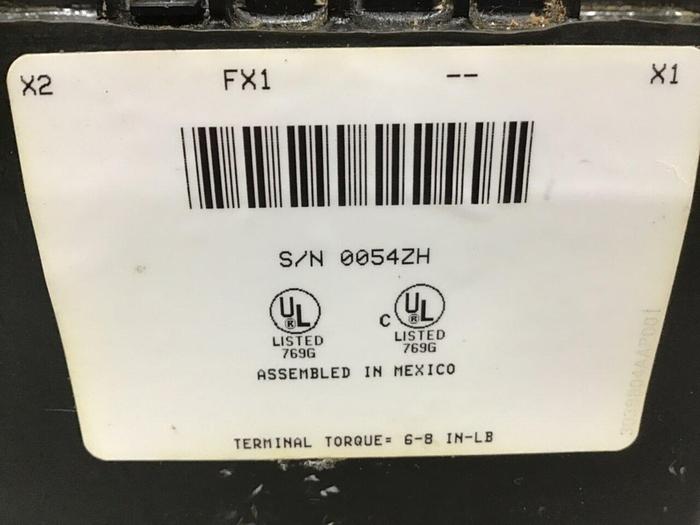 X2 FX1 -- X1
S/N 0054ZH
UL ® C UL ®
LISTED LISTED
769G 769G
ASSEMBLED IN MEXICO
TERMINAL TORQUE= 6-8 IN-LB